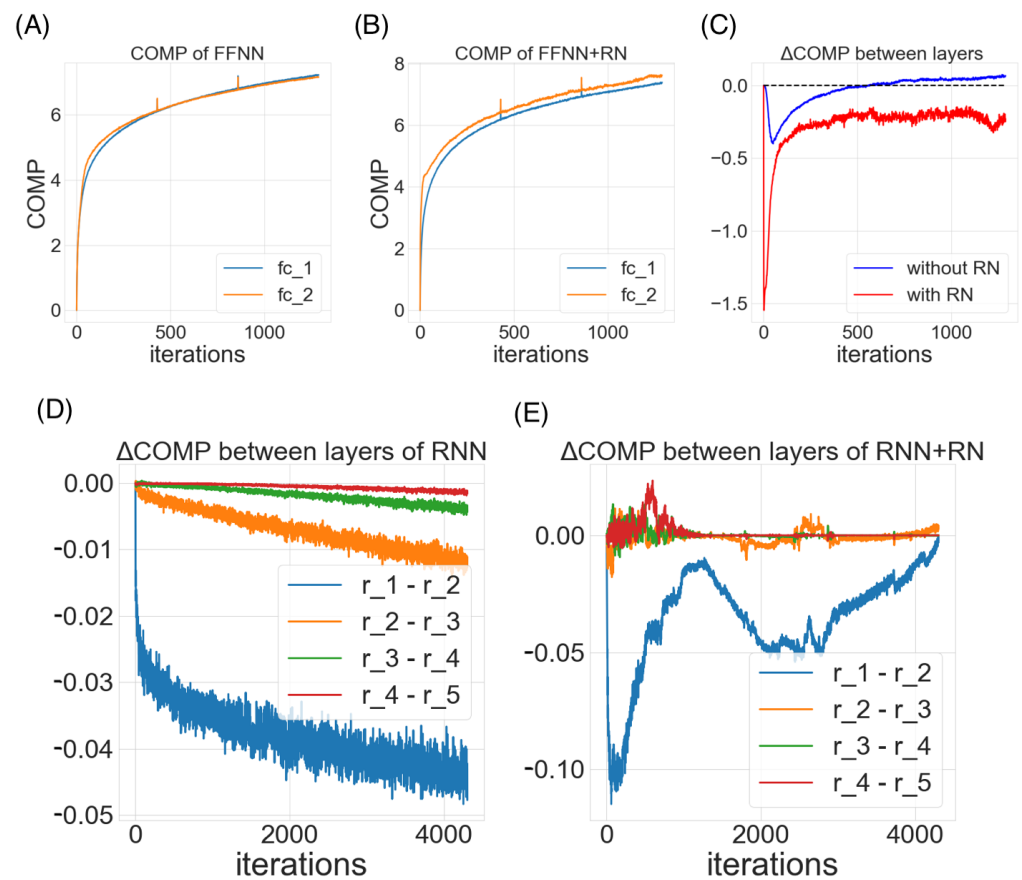 (A)
COMP of FFNN
COMP
6
4
2
0
0
500
1000
iterations
fc_1
fc_2
(B)
COMP of FFNN+RN
COMP
8
6
4
2
0
0
500
1000
iterations
fc_1
fc_2
(C)
ΔCOMP between layers
0.0
−0.5
−1.0
−1.5
0
500
1000
iterations
without RN
with RN
(D)
ΔCOMP between layers of RNN
0.00
-0.01
-0.02
-0.03
-0.04
-0.05
0
2000
4000
iterations
r_1 - r_2
r_2 - r_3
r_3 - r_4
r_4 - r_5
(E)
ΔCOMP between layers of RNN+RN
0.00
-0.05
-0.10
0
2000
4000
iterations
r_1 - r_2
r_2 - r_3
r_3 - r_4
r_4 - r_5